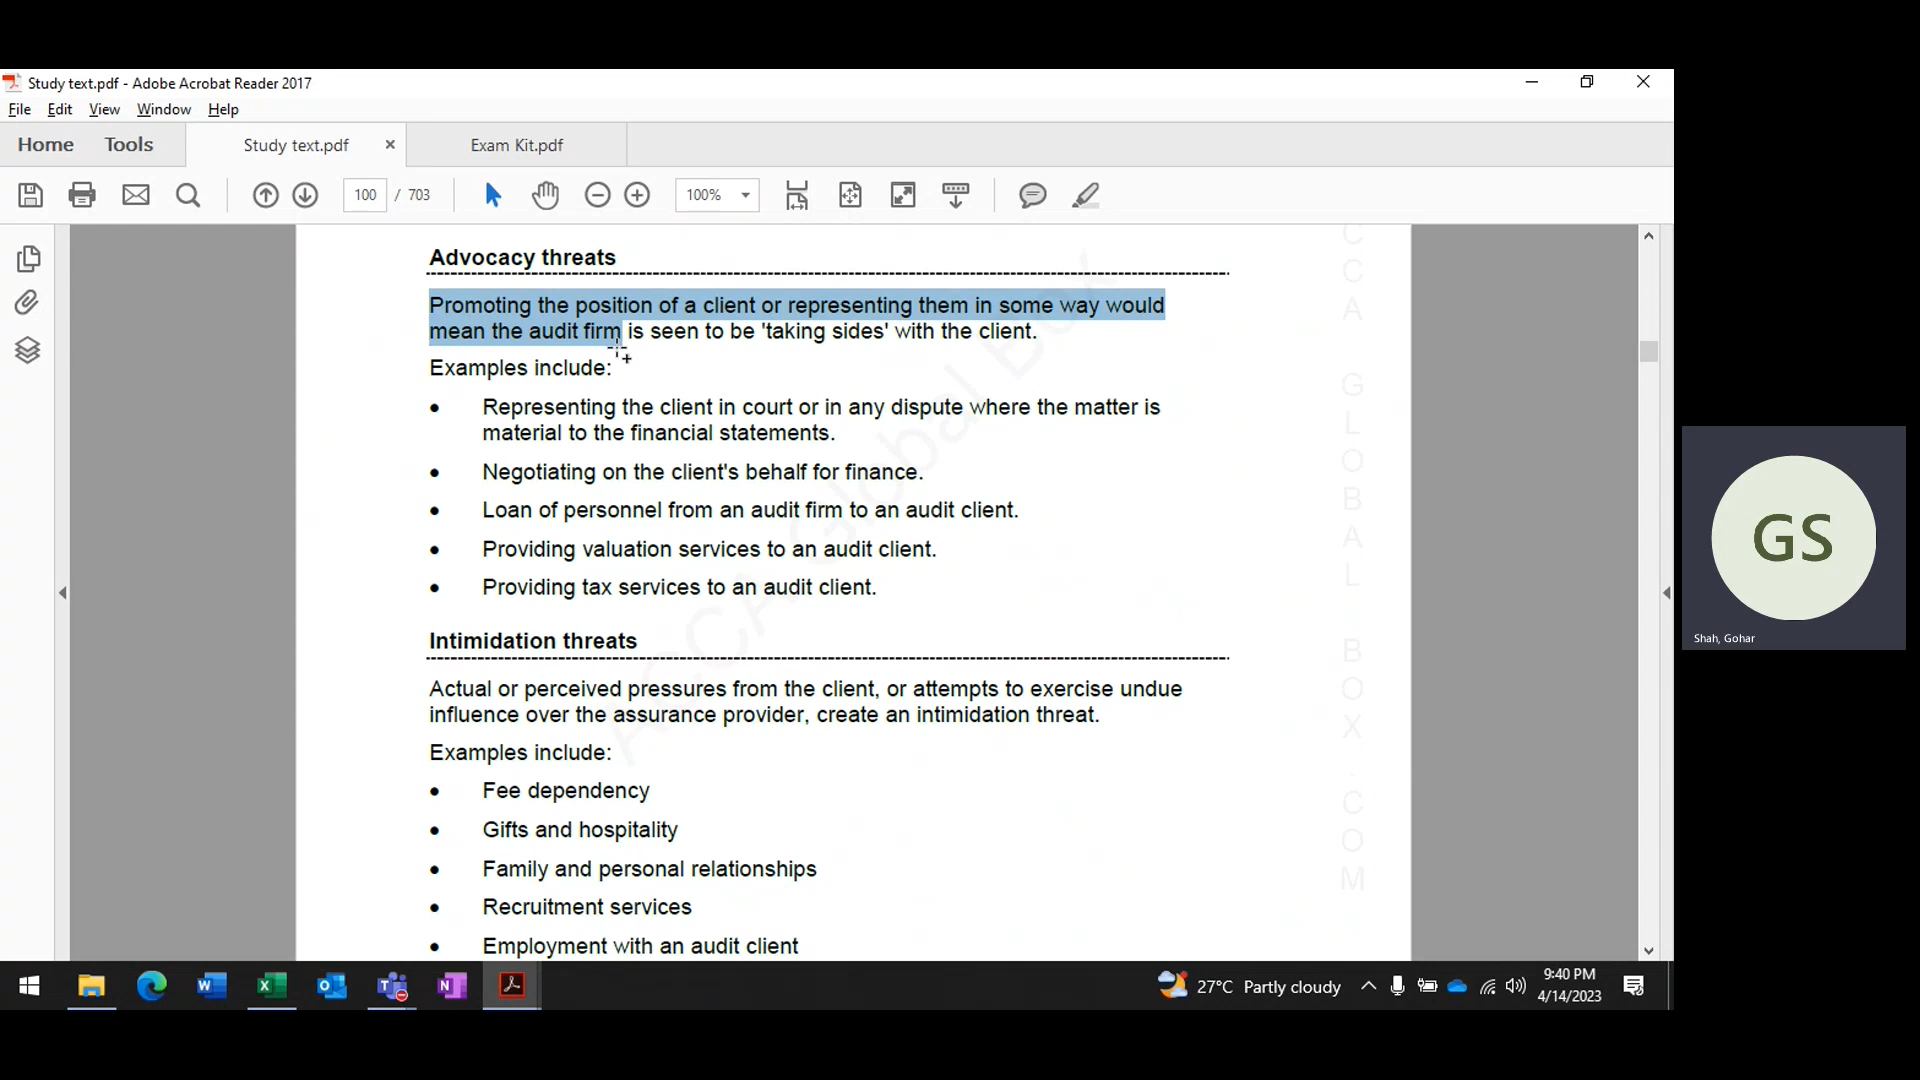 Study text.pdf - Adobe Acrobat Reader 2017
File Edit View Window Help
Home Tools Study text.pdf Exam Kit.pdf
100 / 703 100%
Advocacy threats
Promoting the position of a client or representing them in some way would
mean the audit firm is seen to be 'taking sides' with the client.
Examples include:
• Representing the client in court or in any dispute where the matter is
material to the financial statements.
• Negotiating on the client's behalf for finance.
• Loan of personnel from an audit firm to an audit client.
• Providing valuation services to an audit client.
• Providing tax services to an audit client.
Intimidation threats
Actual or perceived pressures from the client, or attempts to exercise undue
influence over the assurance provider, create an intimidation threat.
Examples include:
• Fee dependency
• Gifts and hospitality
• Family and personal relationships
• Recruitment services
• Employment with an audit client
ACCA Global Box
CCA GLOBAL BOX.COM
GS
Shah, Gohar
27°C Partly cloudy
9:40 PM
4/14/2023